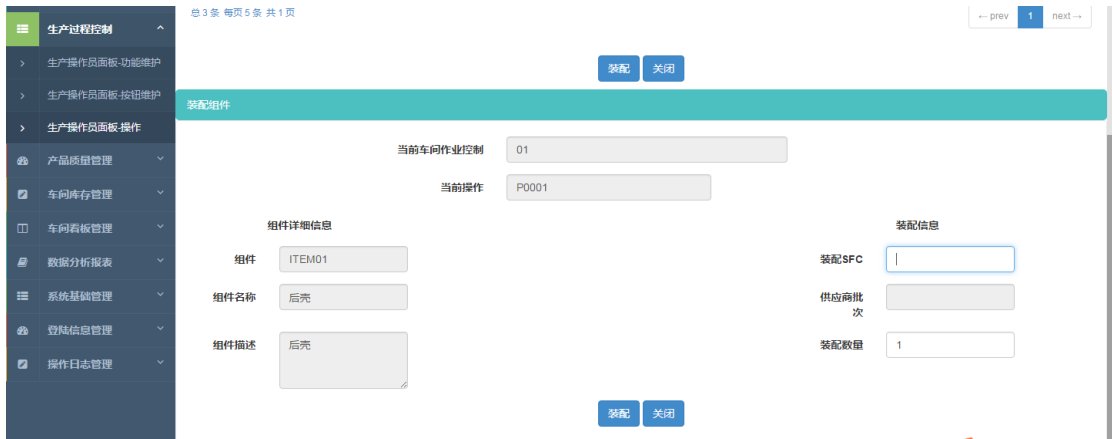 总 3 条 每页 5 条 共 1 页
← prev 1 next →
生产过程控制
生产操作员面板-功能维护
生产操作员面板-按钮维护
生产操作员面板-操作
产品质量管理
车间库存管理
车间看板管理
数据分析报表
系统基础管理
登陆信息管理
操作日志管理
装配 关闭
装配组件
当前车间作业控制 01
当前操作 P0001
组件详细信息
组件 ITEM01
组件名称 后壳
组件描述 后壳
装配信息
装配SFC
供应商批
次
装配数量 1
装配 关闭